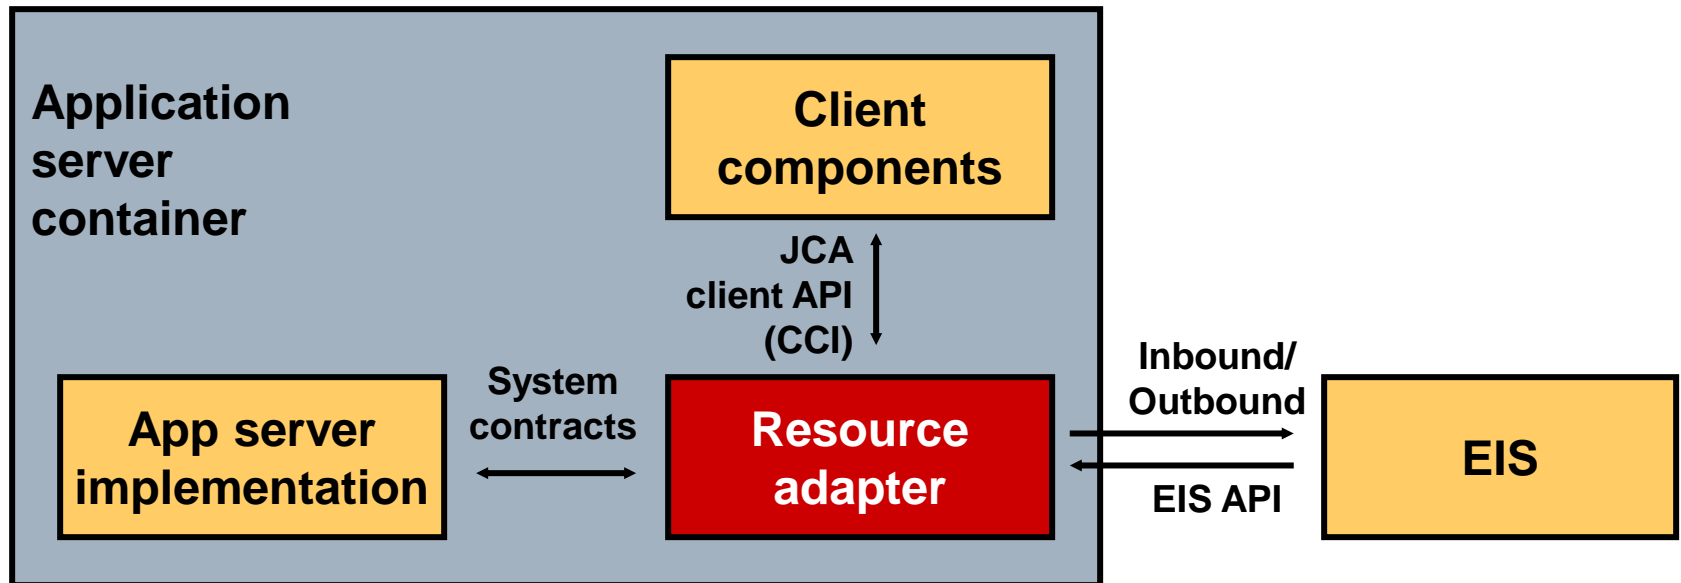 Application
server
container
Client
components
JCA
client API
(CCI)
System
contracts
App server
implementation
Resource
adapter
Inbound/
Outbound
EIS API
EIS